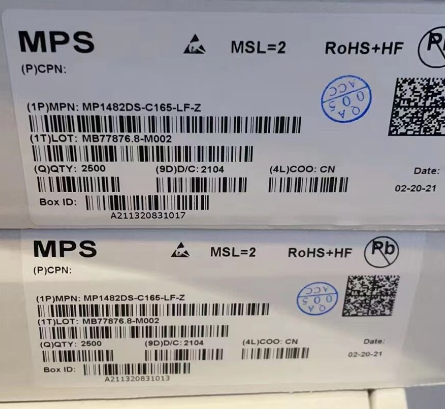 MPS
MSL=2
RoHS+HF
(P)CPN:
(1P)MPN: MP1482DS-C165-LF-Z
(1T)LOT: MB77876.8-M002
(Q)QTY: 2500
(9D)D/C: 2104
(4L)COO: CN
Date:
02-20-21
Box ID:
A211320831017
MPS
MSL=2
RoHS+HF
Pb
(P)CPN:
(1P)MPN: MP1482DS-C165-LF-Z
(1T)LOT: MB77876.8-M002
(Q)QTY: 2500
(9D)D/C: 2104
(4L)COO: CN
Date:
02-20-21
Box ID:
A211320831013